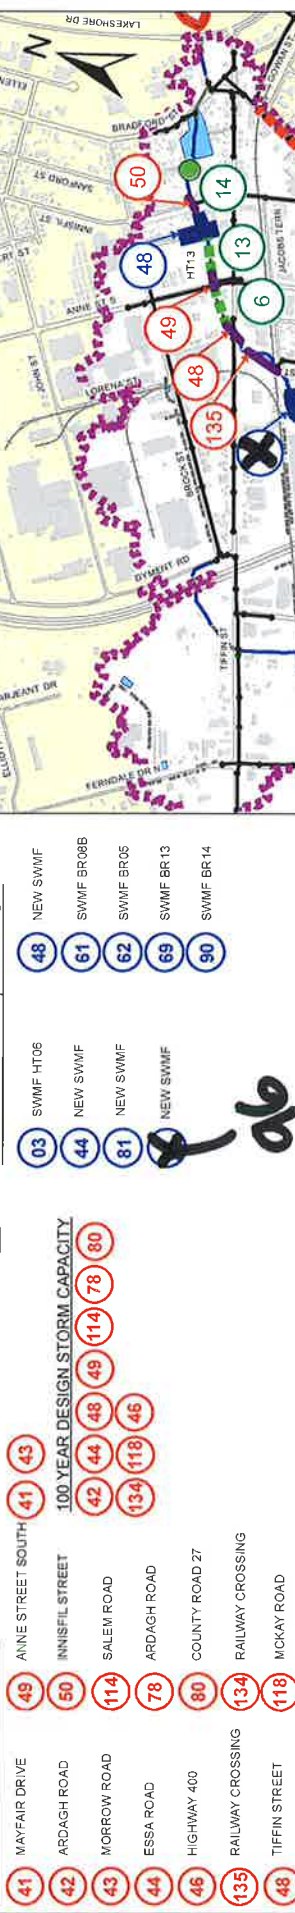 41 MAYFAIR DRIVE
42 ARDAGH ROAD
43 MORROW ROAD
44 ESSA ROAD
46 HIGHWAY 400
135 RAILWAY CROSSING
48 TIFFIN STREET
49 ANNE STREET SOUTH
50 INNISFIL STREET
114 SALEM ROAD
78 ARDAGH ROAD
80 COUNTY ROAD 27
134 RAILWAY CROSSING
118 MCKAY ROAD
41 43
100 YEAR DESIGN STORM CAPACITY
42 44 48 49 114 78 80
134 118 46
03 SWMF HT06
44 NEW SWMF
81 NEW SWMF
NEW SWMF
96
48 NEW SWMF
61 SWMF BR08B
62 SWMF BR05
69 SWMF BR13
90 SWMF BR14
LAKESHORE DR
N
BRADFORD ST
GOWAN ST
SANFORD ST
INNISFIL ST
50
14
48
HT13
13
JACOBS TERR
ANNE ST S
49
6
JOHN ST
LORENA ST
48
135
BROCK ST
DYMENT RD
TIFFIN ST
ARJEANT DR
FERNDALE DR N